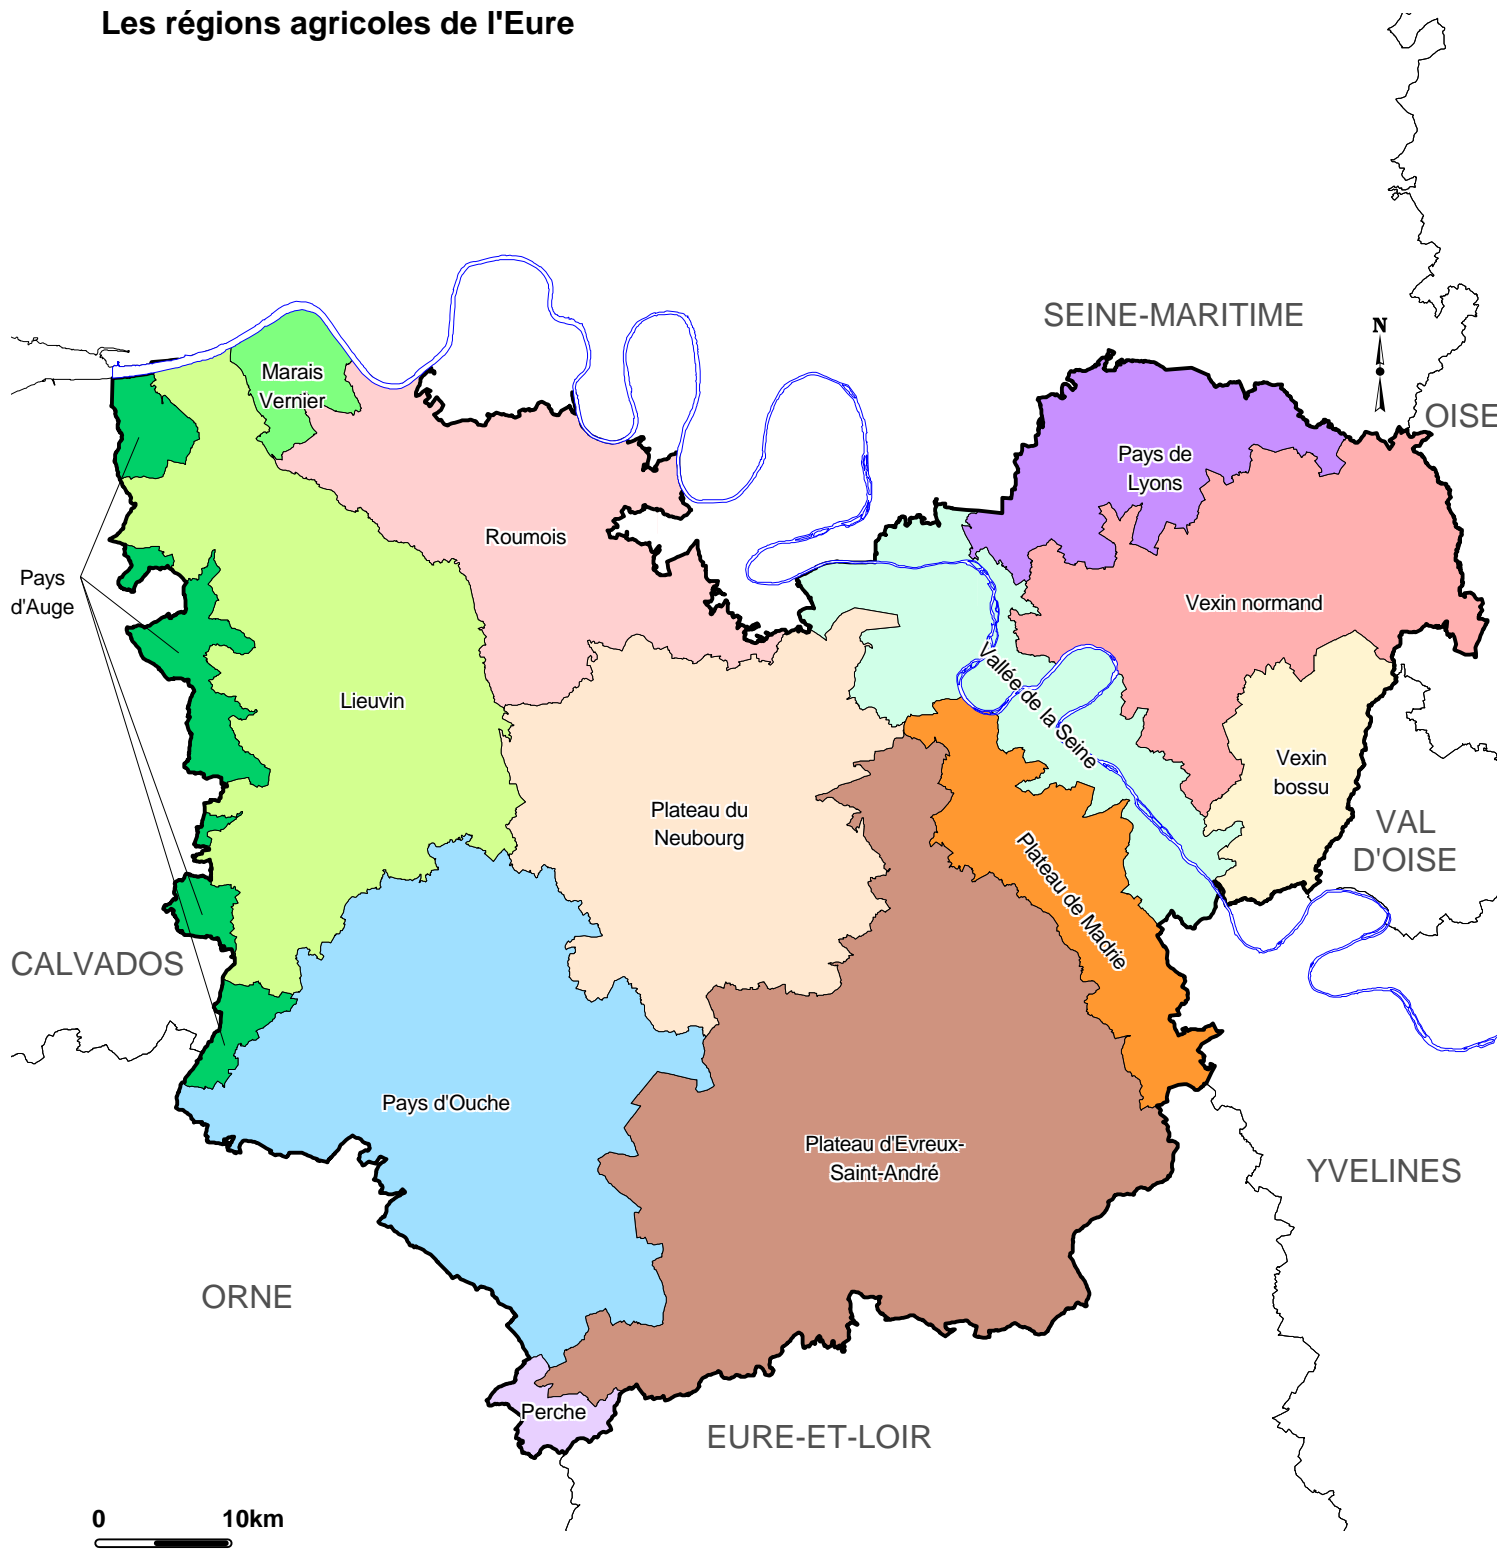 Les régions agricoles de l'Eure
SEINE-MARITIME
N
OISE
Marais
Vernier
Pays de
Lyons
Roumois
Pays
d'Auge
Vexin normand
Lieuvin
Vallée de la Seine
Vexin
bossu
Plateau du
Neubourg
VAL
D'OISE
Plateau de Madrie
CALVADOS
Pays d'Ouche
Plateau d'Evreux-
Saint-André
YVELINES
ORNE
Perche
EURE-ET-LOIR
0 10km